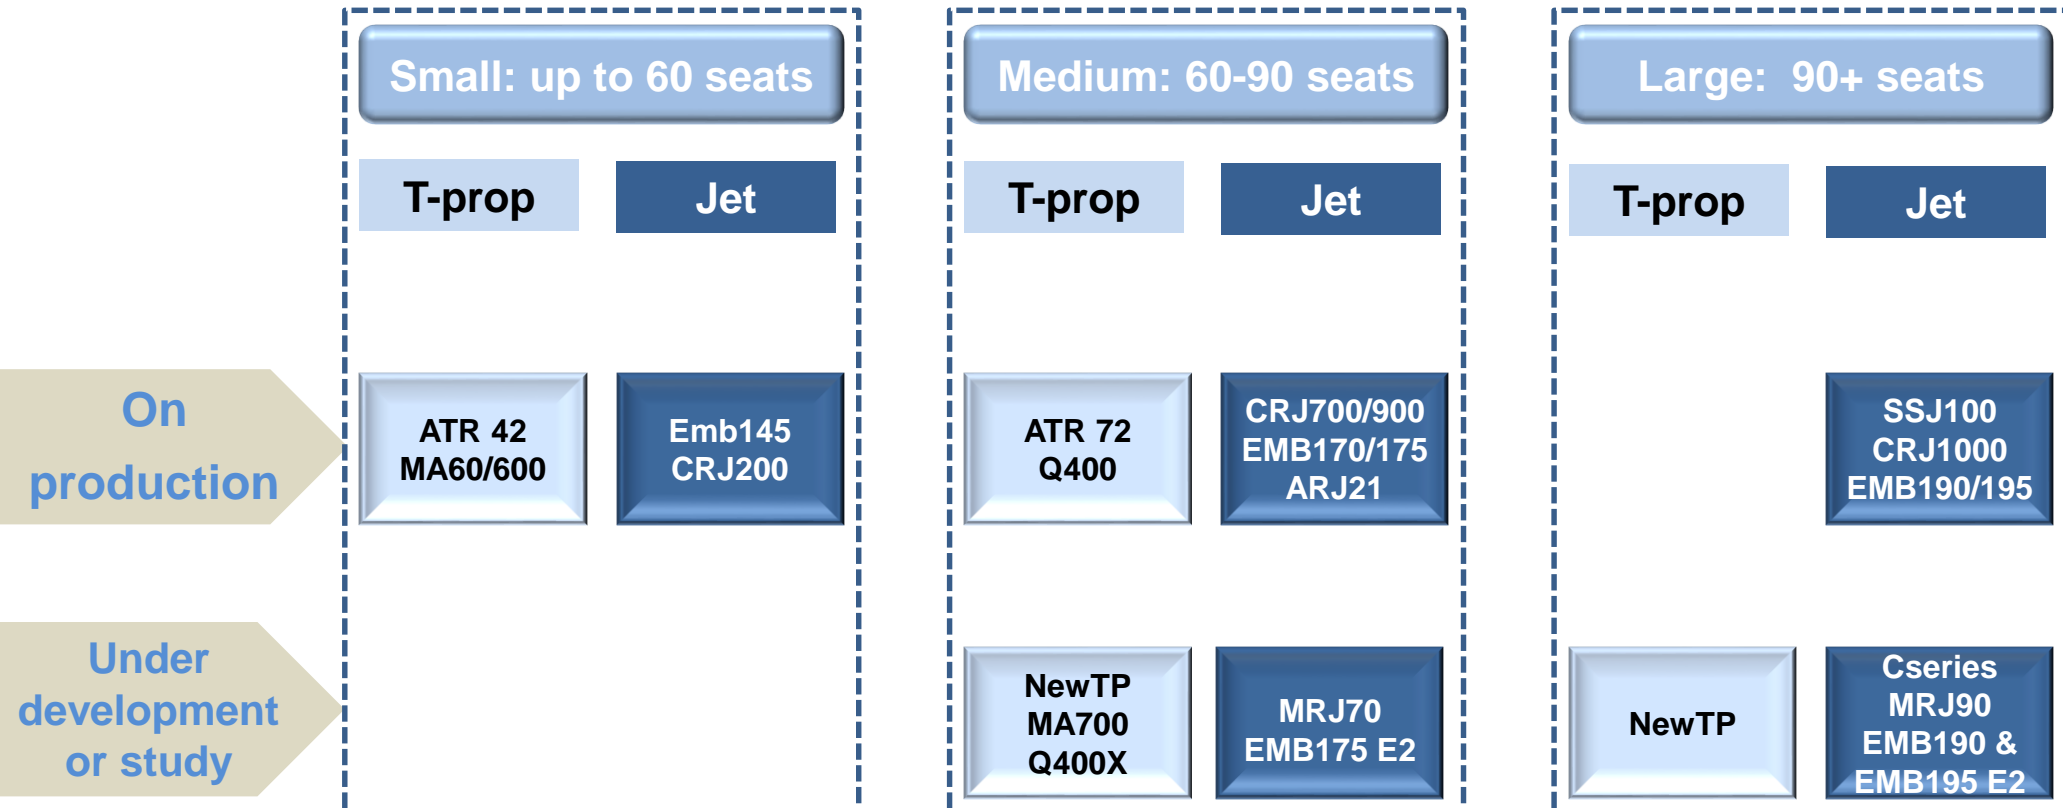 Small: up to 60 seats
Medium: 60-90 seats
Large: 90+ seats
T-prop
Jet
T-prop
Jet
T-prop
Jet
On
production
ATR 42
MA60/600
Emb145
CRJ200
ATR 72
Q400
CRJ700/900
EMB170/175
ARJ21
SSJ100
CRJ1000
EMB190/195
Under
development
or study
NewTP
MA700
Q400X
MRJ70
EMB175 E2
NewTP
Cseries
MRJ90
EMB190 &
EMB195 E2